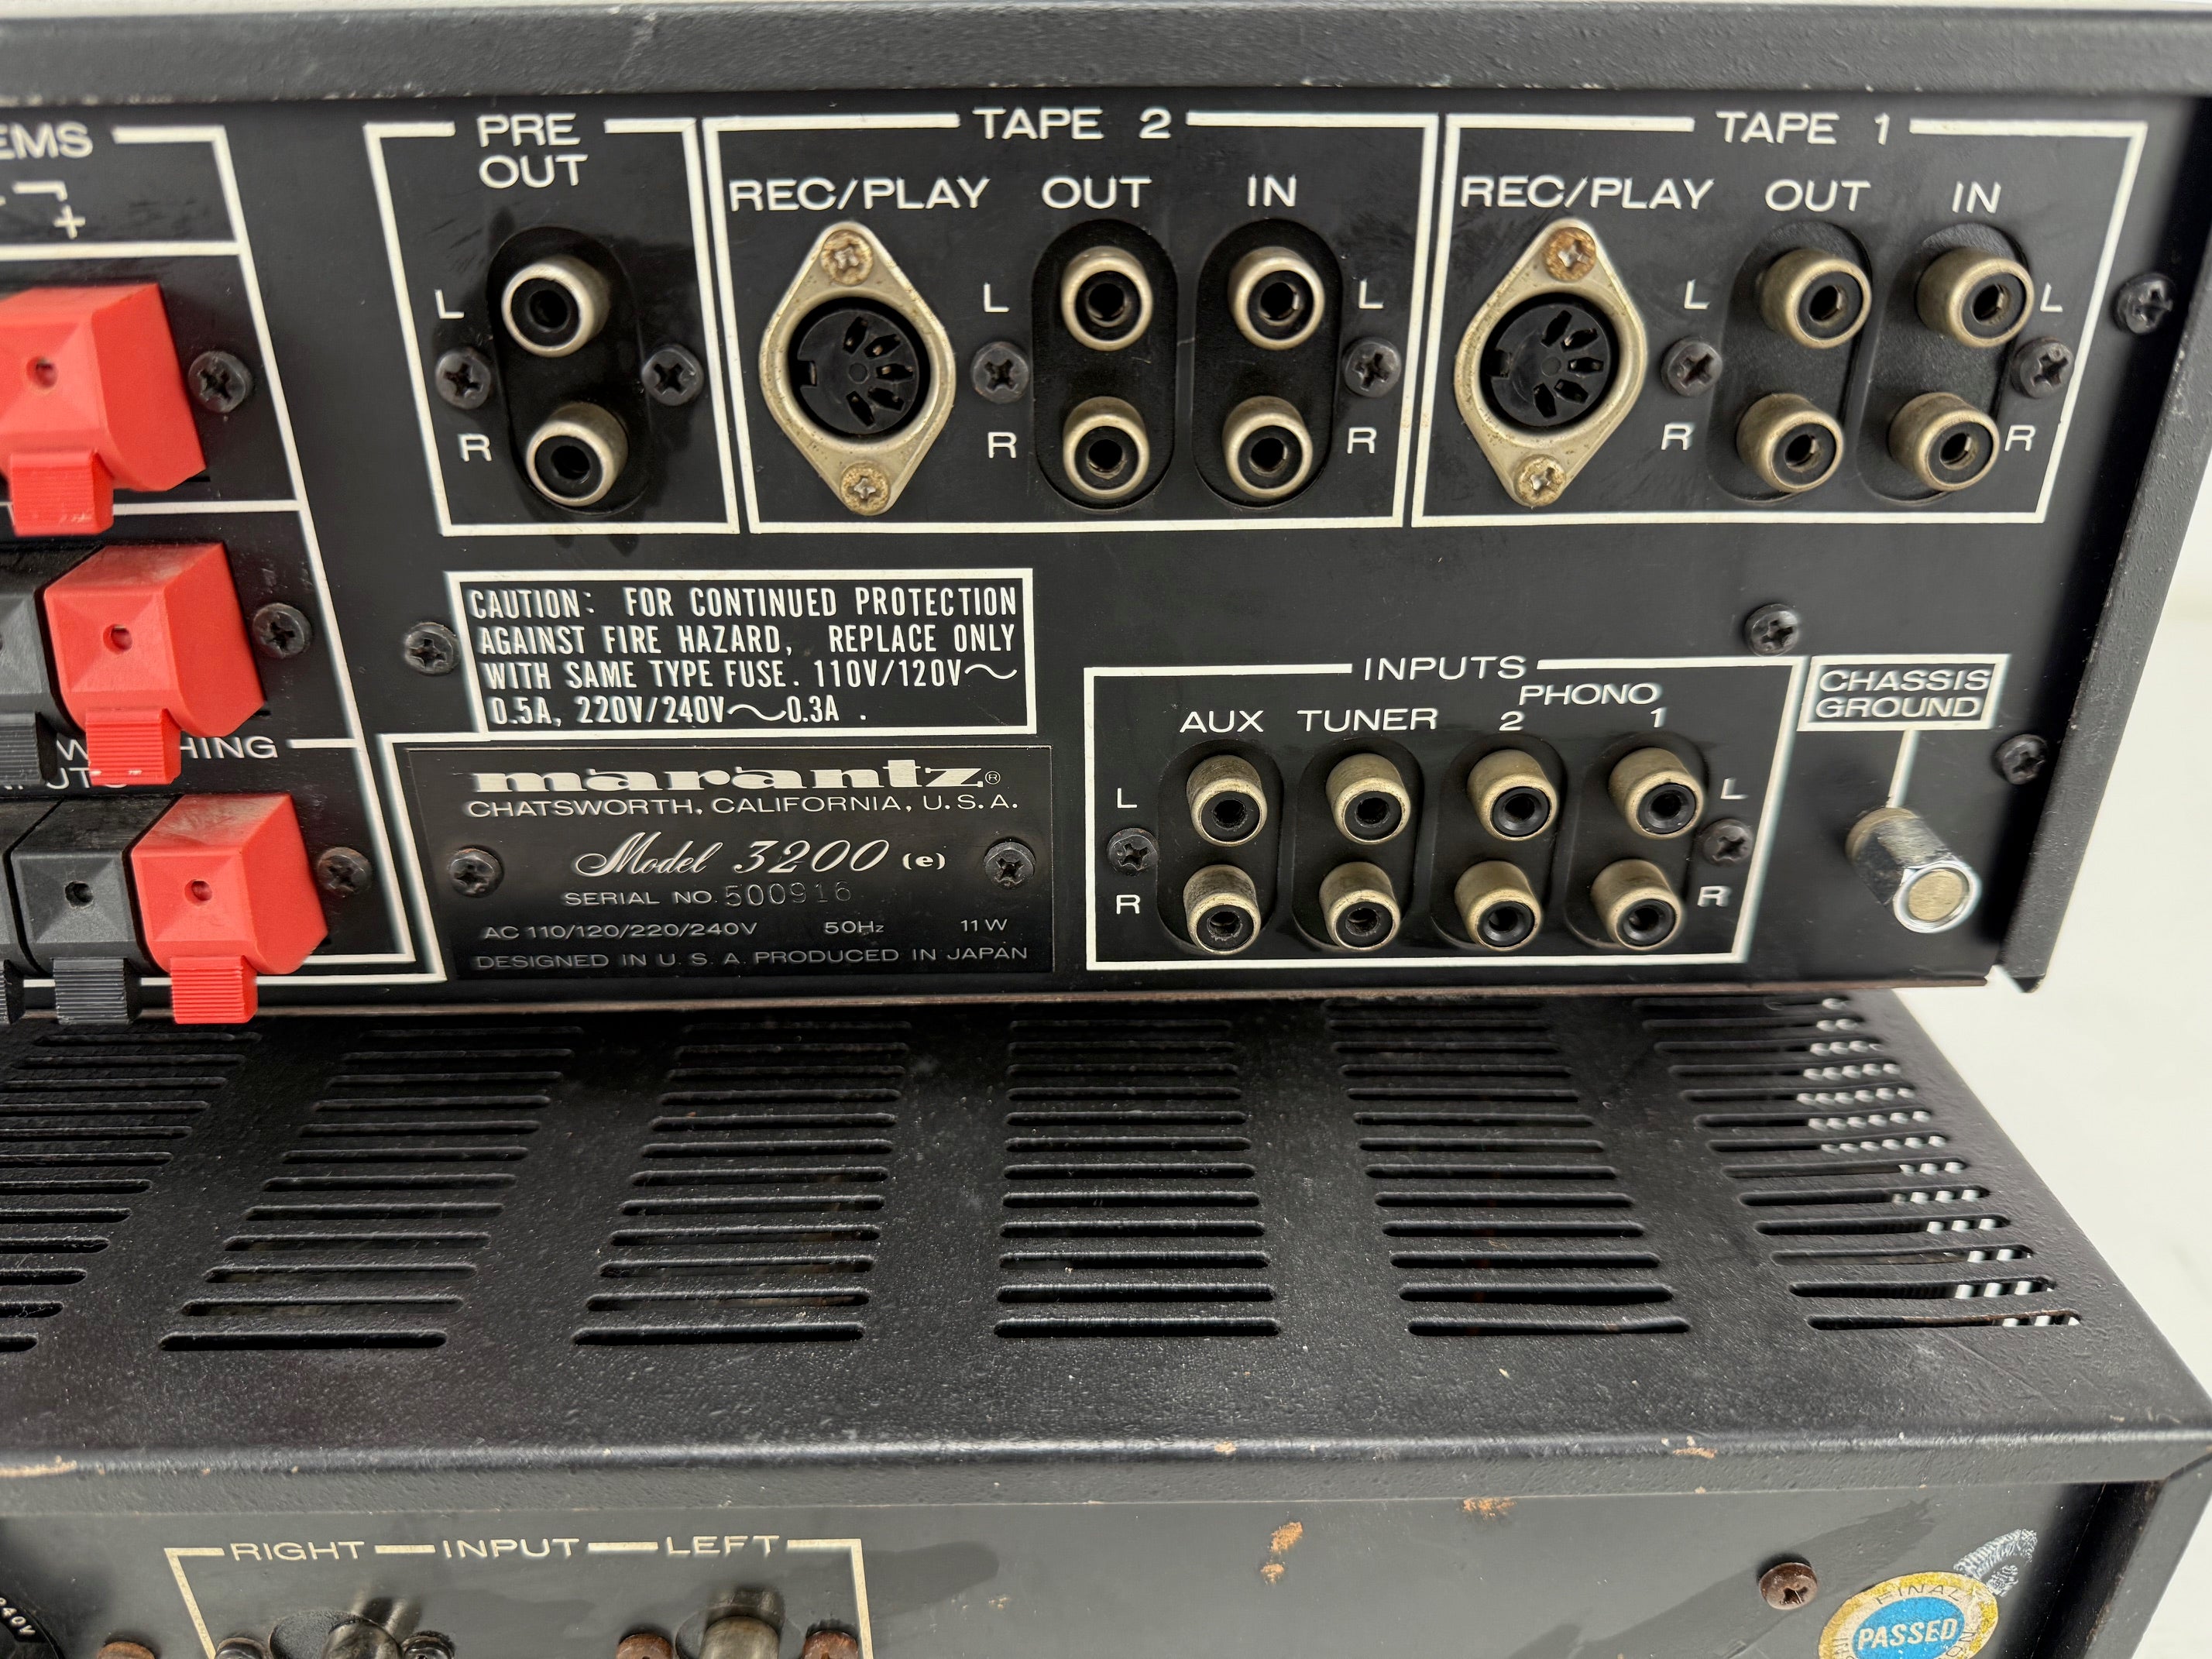 PRE
OUT
L
R
TAPE 2
REC/PLAY OUT IN
L L
R R
TAPE 1
REC/PLAY OUT IN
L L
R R
+
CAUTION: FOR CONTINUED PROTECTION
AGAINST FIRE HAZARD, REPLACE ONLY
WITH SAME TYPE FUSE. 110V/120V~
0.5A, 220V/240V~0.3A .
marantz®
CHATSWORTH, CALIFORNIA, U.S.A.
Model 3200 (e)
SERIAL NO. 500916
AC 110/120/220/240V 50Hz 11W
DESIGNED IN U.S.A. PRODUCED IN JAPAN
INPUTS
PHONO
AUX TUNER 2 1
L L
R R
CHASSIS
GROUND
RIGHT INPUT LEFT
FINAL
PASSED